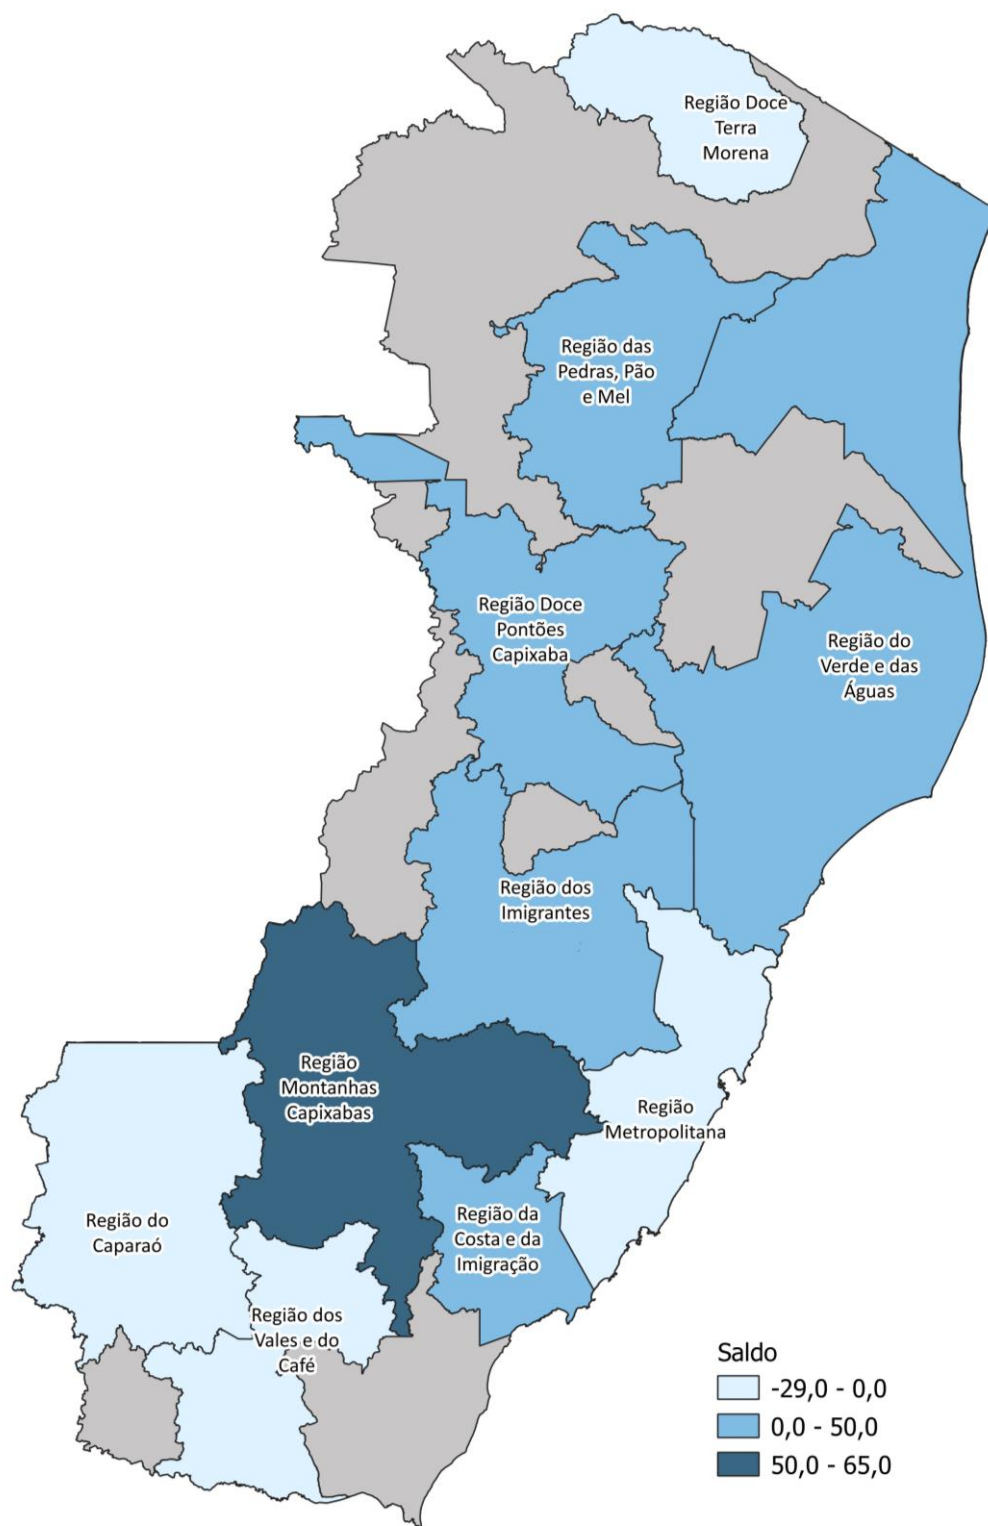 Região Doce
Terra
Morena
Região das
Pedras, Pão
e Mel
Região Doce
Pontões
Capixaba
Região do
Verde e das
Águas
Região dos
Imigrantes
Região
Montanhas
Capixabas
Região
Metropolitana
Região do
Caparaó
Região da
Costa e da
Imigração
Região dos
Vales e do
Café
Saldo
-29,0 - 0,0
0,0 - 50,0
50,0 - 65,0